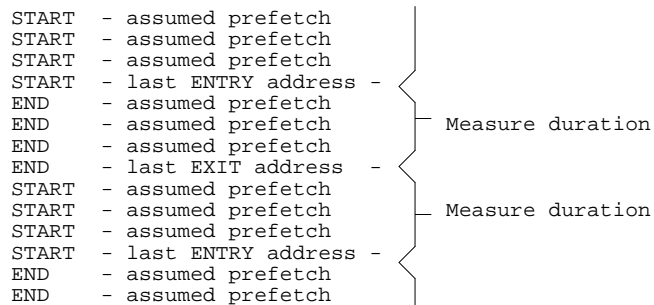 START - assumed prefetch
START - assumed prefetch
START - assumed prefetch
START - last ENTRY address -
END - assumed prefetch
END - assumed prefetch Measure duration
END - assumed prefetch
END - last EXIT address -
START - assumed prefetch
START - assumed prefetch Measure duration
START - assumed prefetch
START - last ENTRY address -
END - assumed prefetch
END - assumed prefetch